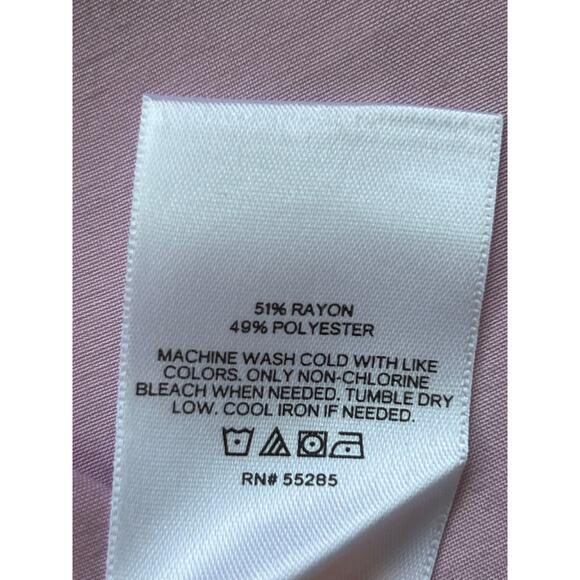 51% RAYON
49% POLYESTER
MACHINE WASH COLD WITH LIKE
COLORS. ONLY NON-CHLORINE
BLEACH WHEN NEEDED. TUMBLE DRY
LOW. COOL IRON IF NEEDED.
RN# 55285